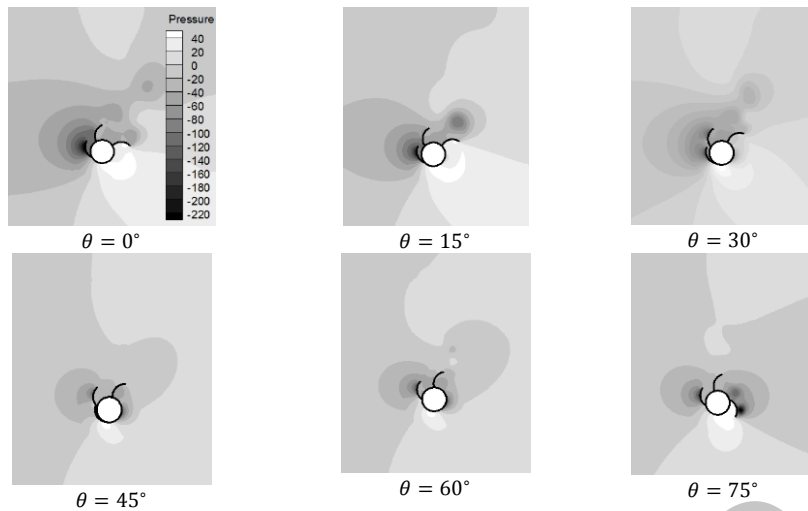 Pressure
40
20
0
-20
-40
-60
-80
-100
-120
-140
-160
-180
-200
-220
θ = 0°
θ = 15°
θ = 30°
θ = 45°
θ = 60°
θ = 75°